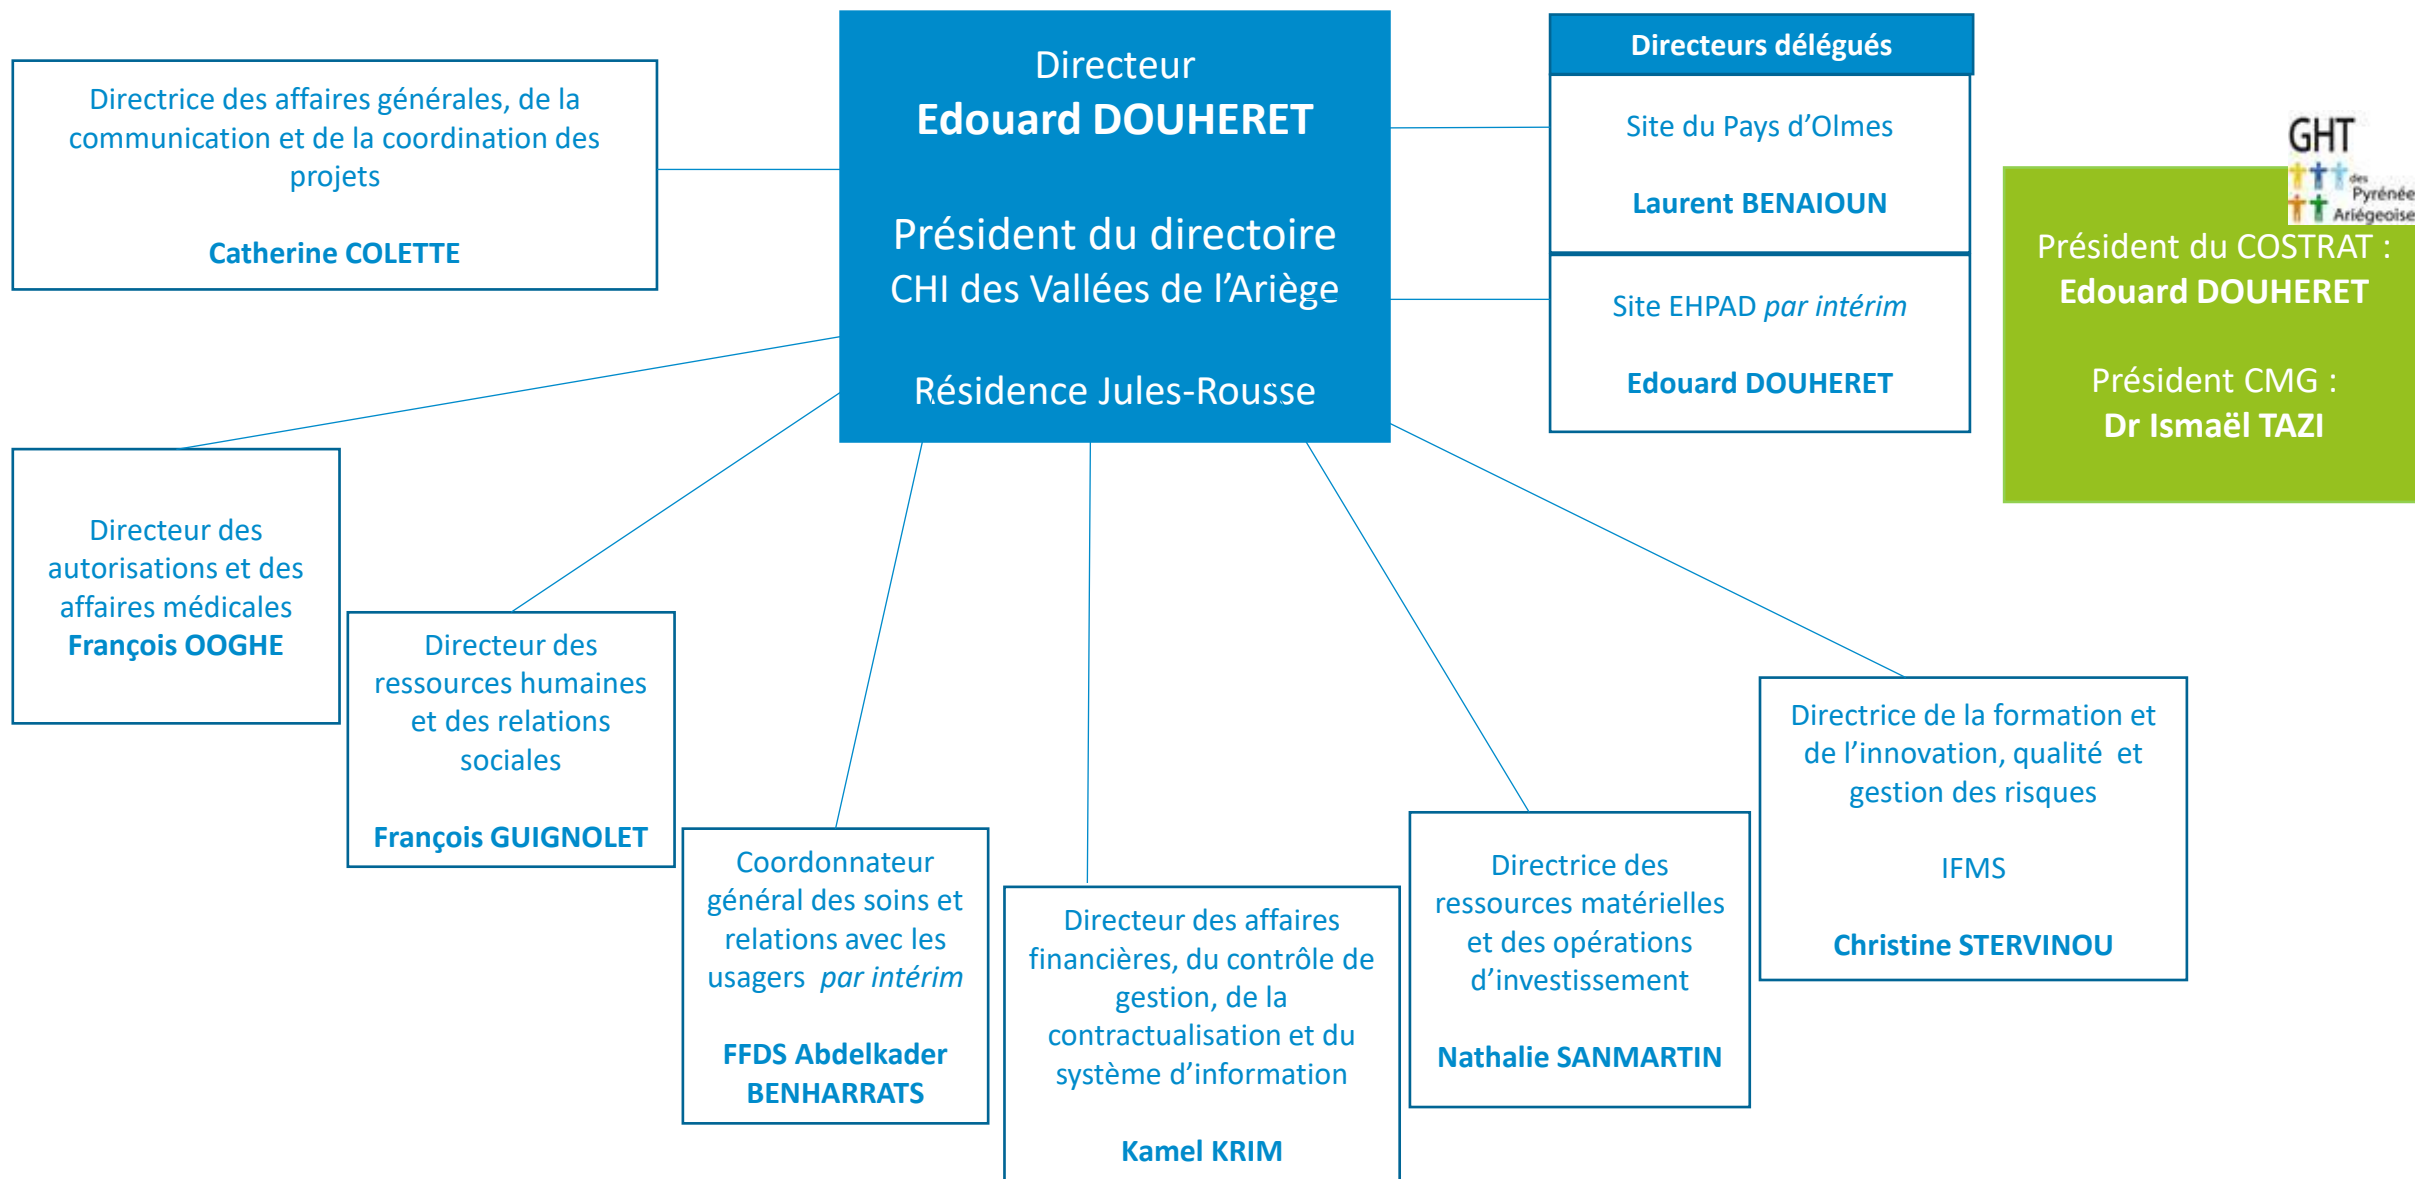 Directrice des affaires générales, de la
communication et de la coordination des
projets
Catherine COLETTE
Directeur
Edouard DOUHERET
Président du directoire
CHI des Vallées de l’Ariège
Résidence Jules-Rousse
Directeurs délégués
Site du Pays d’Olmes
Laurent BENAIOUN
Site EHPAD par intérim
Edouard DOUHERET
GHT
des
Pyrénée
Ariégeoise
Président du COSTRAT :
Edouard DOUHERET
Président CMG :
Dr Ismaël TAZI
Directeur des
autorisations et des
affaires médicales
François OOGHE
Directeur des
ressources humaines
et des relations
sociales
François GUIGNOLET
Coordonnateur
général des soins et
relations avec les
usagers par intérim
FFDS Abdelkader
BENHARRATS
Directeur des affaires
financières, du contrôle de
gestion, de la
contractualisation et du
système d’information
Kamel KRIM
Directrice des
ressources matérielles
et des opérations
d’investissement
Nathalie SANMARTIN
Directrice de la formation et
de l’innovation, qualité et
gestion des risques
IFMS
Christine STERVINOU